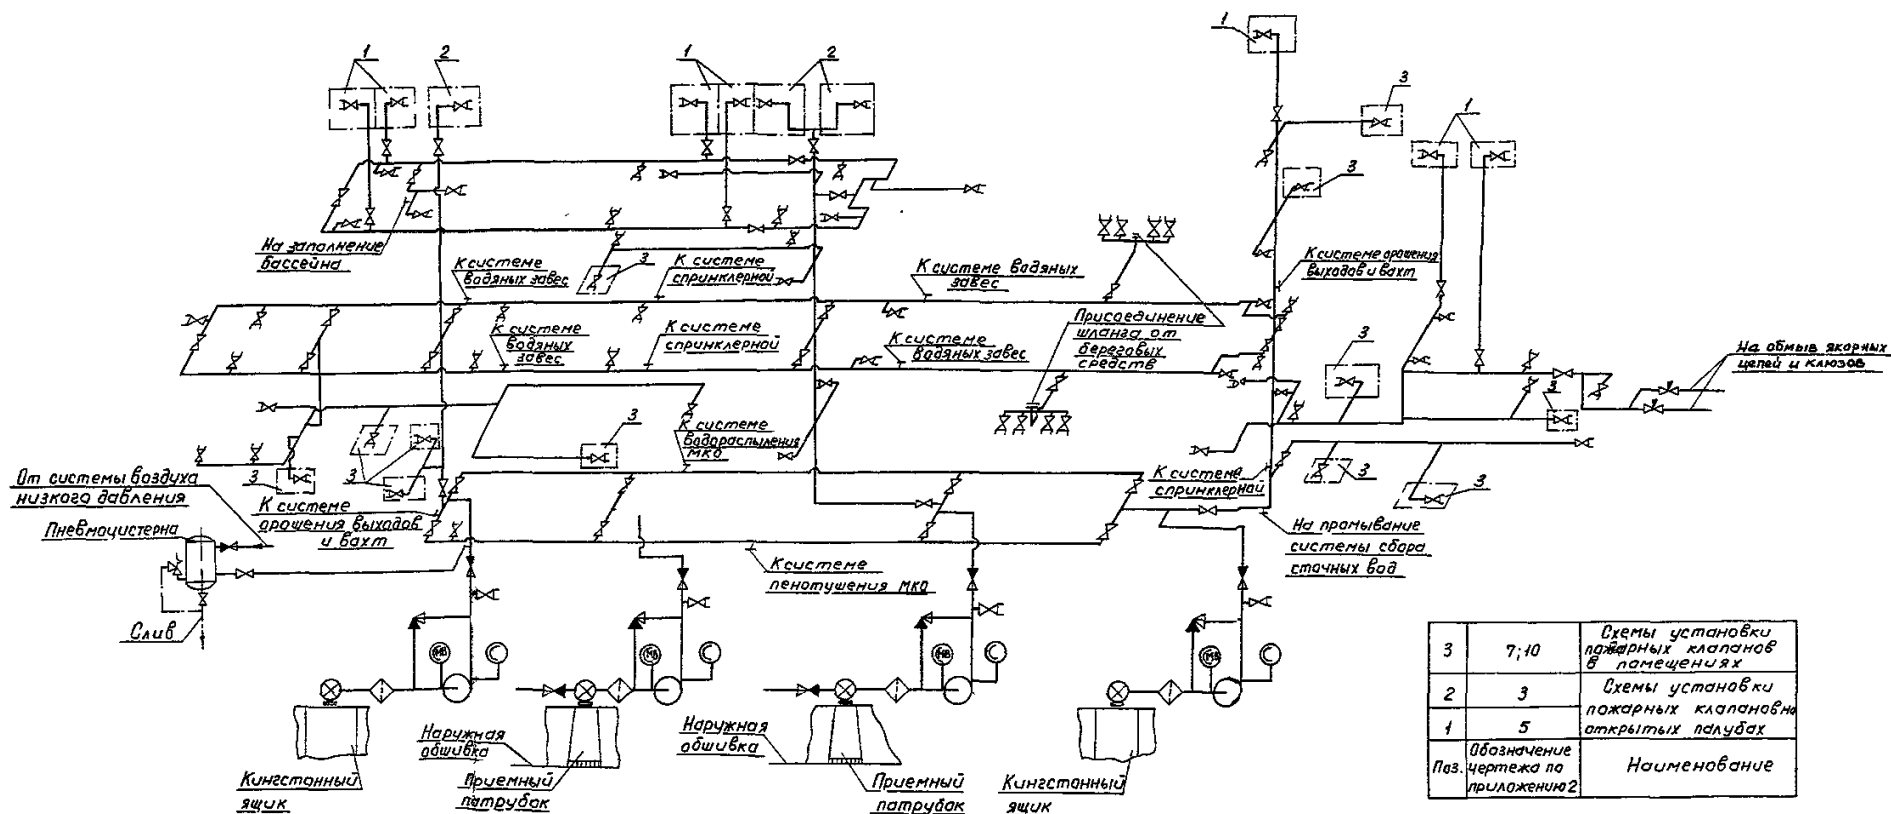 1
2
1
2
1
3
1
3
На заполнение
бассейна
3
К системе
водяных завес
К системе
спринклерной
К системе водяных
завес
К системе орошения
выходов и вахт
К системе
водяных
завес
К системе
спринклерной
К системе
водяных завес
Присоединение
шланга от
береговых
средств
3
3
На обмыв якорных
цепей и клюзов
К системе
водораспыления
МКО
3
3
3
3
3
От системы воздуха
низкого давления
К системе
орошения выходов
и вахт
К системе
спринклерной
Пневмоцистерна
На промывание
системы сбора
сточных вод
К системе
пенотушения МКО
Слив
МВ
МВ
МВ
МВ
Кингстонный
ящик
Наружная
обшивка
Приемный
патрубок
Наружная
обшивка
Приемный
патрубок
Кингстонный
ящик
3 7;10 Схемы установки
пожарных клапанов
в помещениях
2 3 Схемы установки
пожарных клапанов на
1 5 открытых палубах
Поз. Обозначение
чертежа по
приложению 2
Наименование